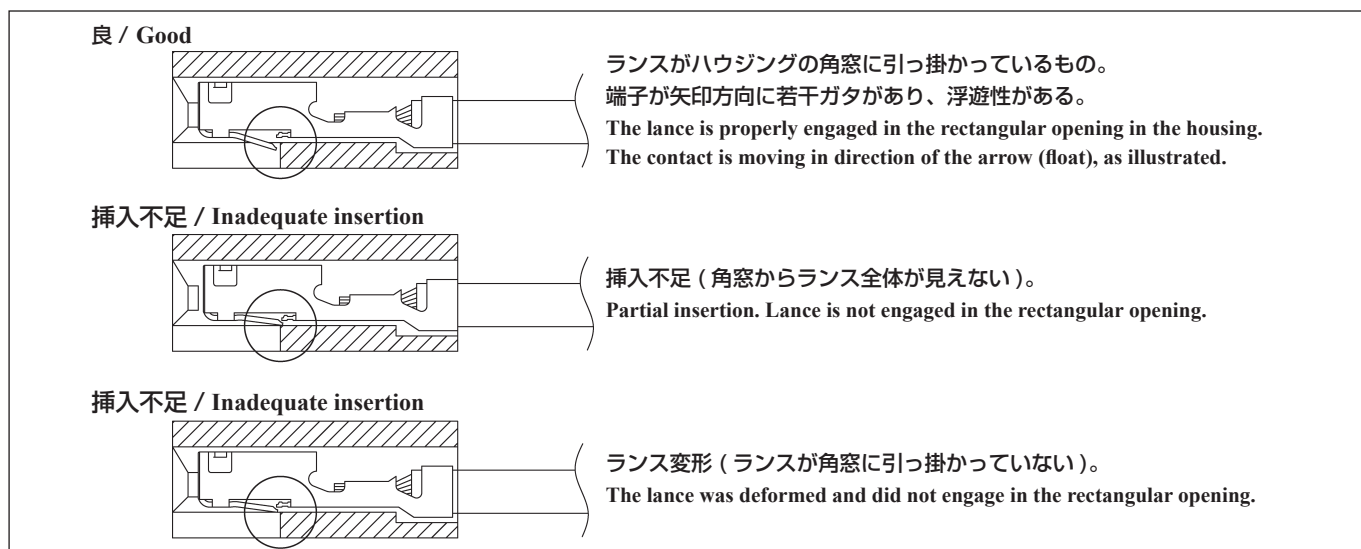 良 / Good
ランスがハウジングの角窓に引っ掛かっているもの。
端子が矢印方向に若干ガタがあり、浮遊性がある。
The lance is properly engaged in the rectangular opening in the housing.
The contact is moving in direction of the arrow (float), as illustrated.
挿入不足 / Inadequate insertion
挿入不足 ( 角窓からランス全体が見えない )。
Partial insertion. Lance is not engaged in the rectangular opening.
挿入不足 / Inadequate insertion
ランス変形 ( ランスが角窓に引っ掛かっていない )。
The lance was deformed and did not engage in the rectangular opening.